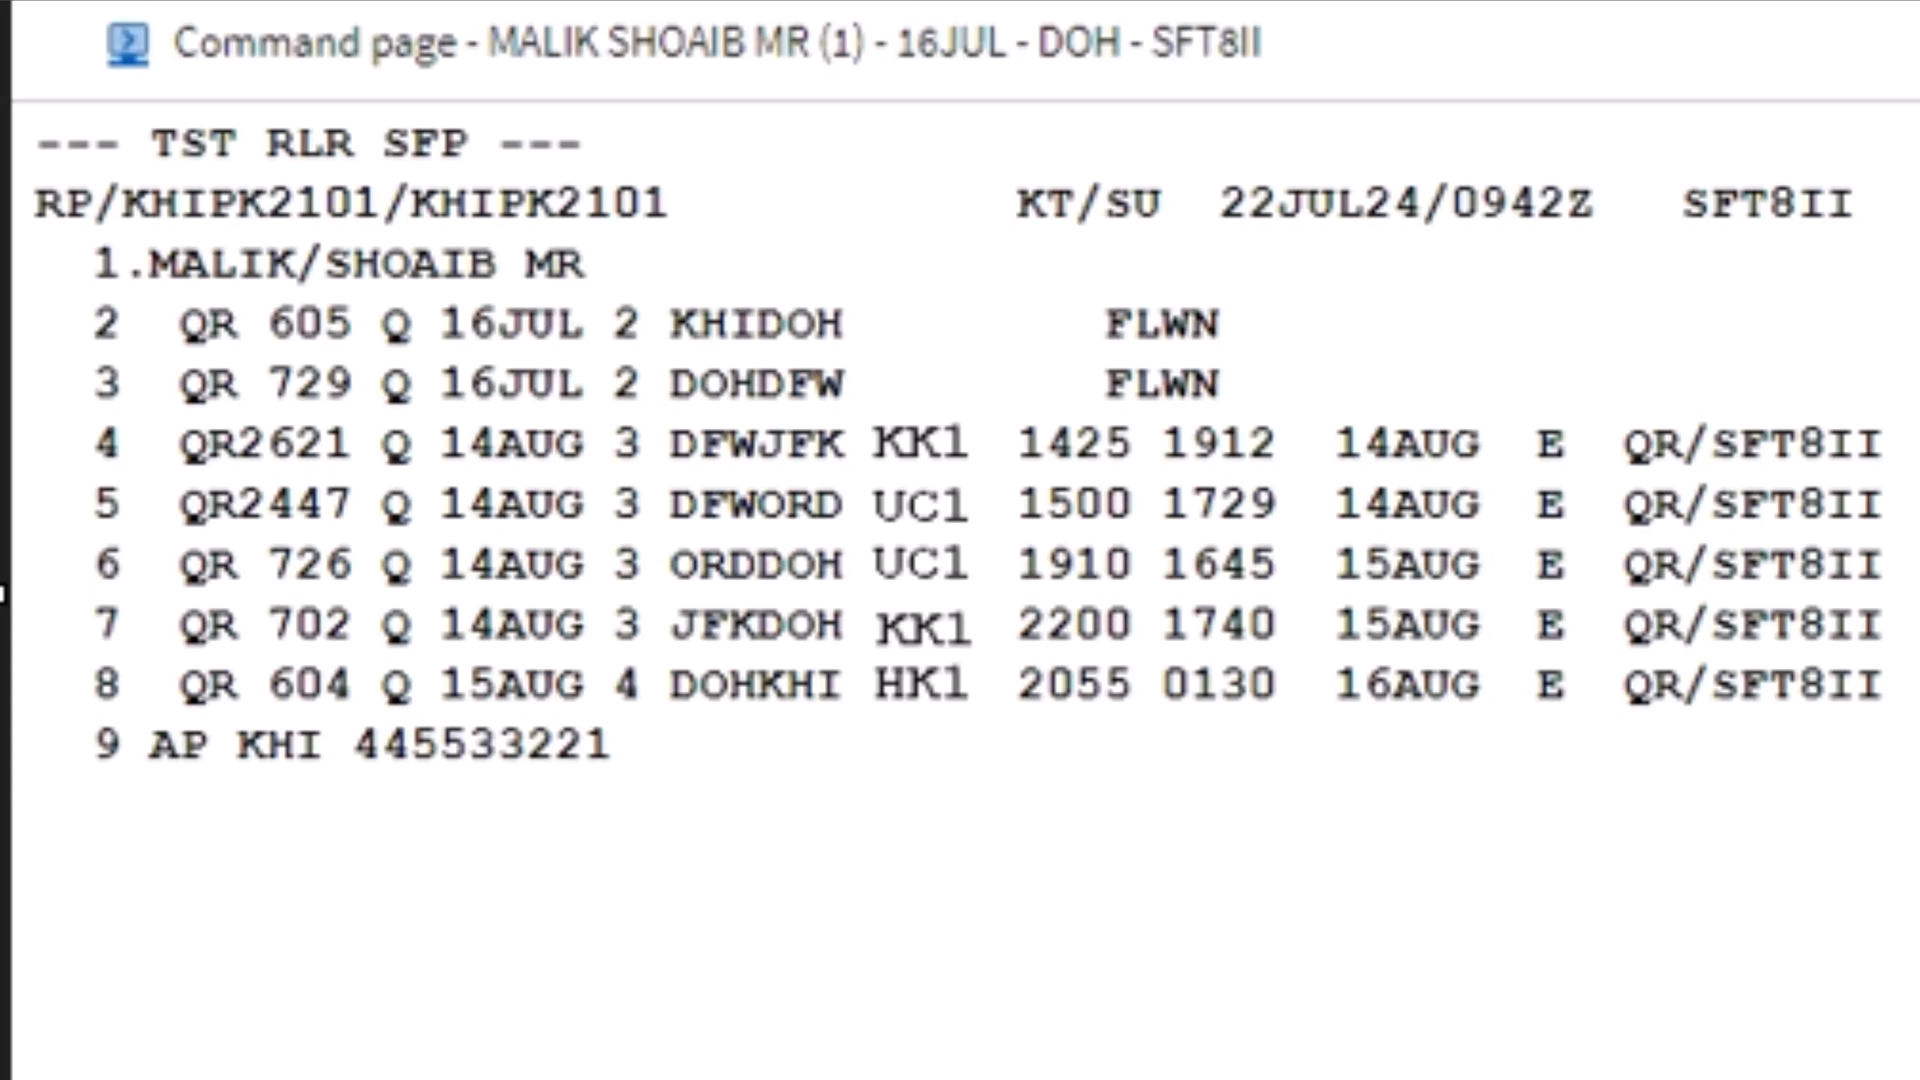 Command page - MALIK SHOAIB MR (1) - 16JUL - DOH - SFT8II
--- TST RLR SFP ---
RP/KHIPK2101/KHIPK2101 KT/SU 22JUL24/0942Z SFT8II
1.MALIK/SHOAIB MR
2 QR 605 Q 16JUL 2 KHIDOH FLWN
3 QR 729 Q 16JUL 2 DOHDFW FLWN
4 QR2621 Q 14AUG 3 DFWJFK KK1 1425 1912 14AUG E QR/SFT8II
5 QR2447 Q 14AUG 3 DFWORD UC1 1500 1729 14AUG E QR/SFT8II
6 QR 726 Q 14AUG 3 ORDDOH UC1 1910 1645 15AUG E QR/SFT8II
7 QR 702 Q 14AUG 3 JFKDOH KK1 2200 1740 15AUG E QR/SFT8II
8 QR 604 Q 15AUG 4 DOHKHI HK1 2055 0130 16AUG E QR/SFT8II
9 AP KHI 445533221